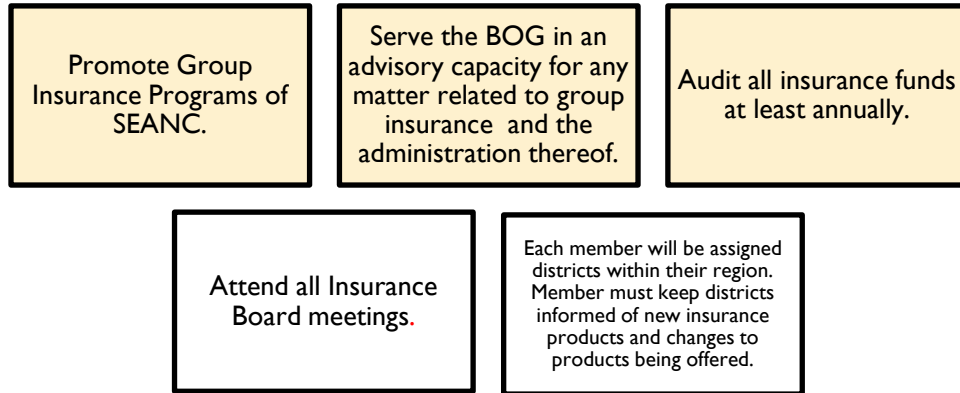 Promote Group
Insurance Programs of
SEANC.
Serve the BOG in an
advisory capacity for any
matter related to group
insurance and the
administration thereof.
Audit all insurance funds
at least annually.
Attend all Insurance
Board meetings.
Each member will be assigned
districts within their region.
Member must keep districts
informed of new insurance
products and changes to
products being offered.